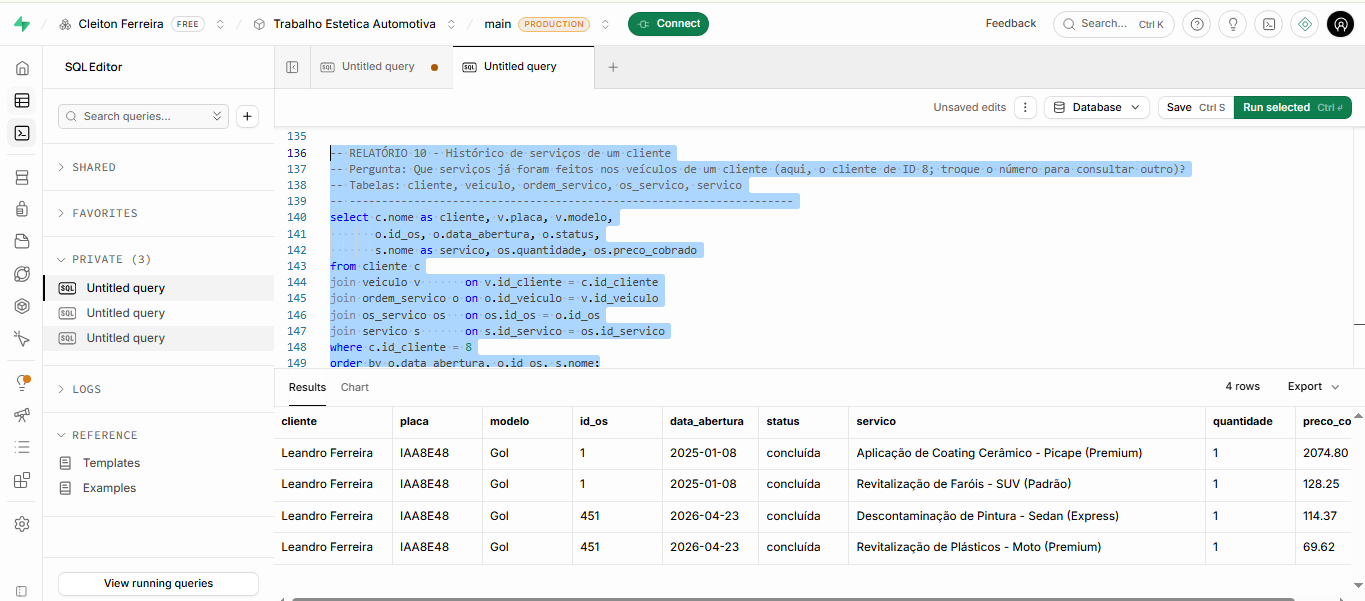 Cleiton Ferreira FREE / Trabalho Estetica Automotiva / main PRODUCTION Connect Feedback Search... Ctrl K
SQL Editor
Untitled query
Untitled query
Search queries...
Unsaved edits Database Save Ctrl S Run selected Ctrl ↵
SHARED
FAVORITES
PRIVATE (3)
Untitled query
Untitled query
Untitled query
LOGS
REFERENCE
Templates
Examples
View running queries
135
136 -- RELATÓRIO 10 - Histórico de serviços de um cliente
137 -- Pergunta: Que serviços já foram feitos nos veículos de um cliente (aqui, o cliente de ID 8; troque o número para consultar outro)?
138 -- Tabelas: cliente, veiculo, ordem_servico, os_servico, servico
139 -- ---------------------------------------------------------------------
140 select c.nome as cliente, v.placa, v.modelo,
141 o.id_os, o.data_abertura, o.status,
142 s.nome as servico, os.quantidade, os.preco_cobrado
143 from cliente c
144 join veiculo v on v.id_cliente = c.id_cliente
145 join ordem_servico o on o.id_veiculo = v.id_veiculo
146 join os_servico os on os.id_os = o.id_os
147 join servico s on s.id_servico = os.id_servico
148 where c.id_cliente = 8
149 order by o.data_abertura, o.id_os, s.nome;
Results Chart 4 rows Export
cliente placa modelo id_os data_abertura status servico quantidade preco_co
Leandro Ferreira IAA8E48 Gol 1 2025-01-08 concluída Aplicação de Coating Cerâmico - Picape (Premium) 1 2074.80
Leandro Ferreira IAA8E48 Gol 1 2025-01-08 concluída Revitalização de Faróis - SUV (Padrão) 1 128.25
Leandro Ferreira IAA8E48 Gol 451 2026-04-23 concluída Descontaminação de Pintura - Sedan (Express) 1 114.37
Leandro Ferreira IAA8E48 Gol 451 2026-04-23 concluída Revitalização de Plásticos - Moto (Premium) 1 69.62